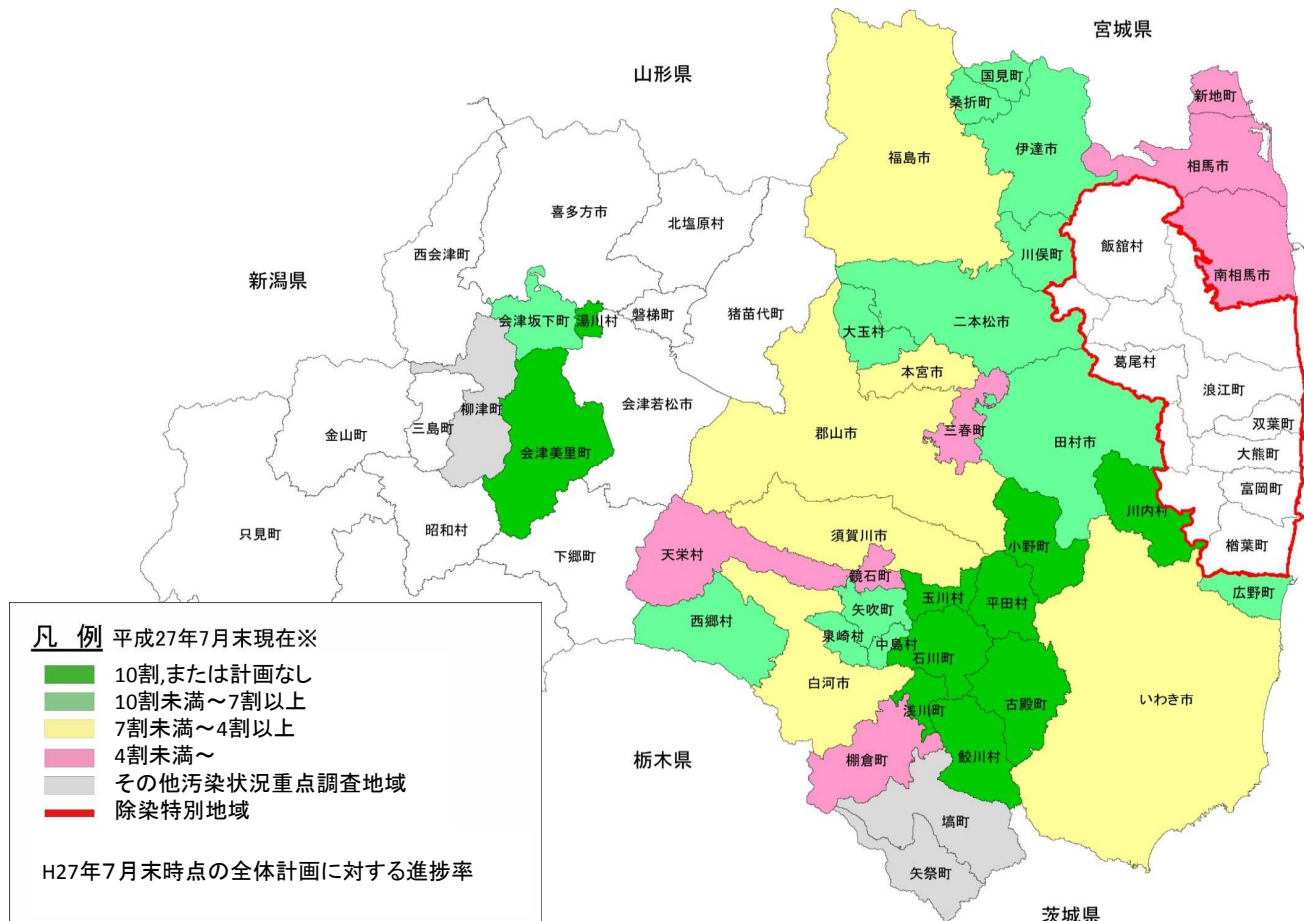 宮城県
山形県
国見町
新地町
桑折町
伊達市
福島市
相馬市
喜多方市
北塩原村
西会津町
飯舘村
川俣町
新潟県
南相馬市
会津坂下町
湯川村
磐梯町
猪苗代町
大玉村
二本松市
葛尾村
本宮市
浪江町
柳津町
会津若松市
双葉町
三島町
金山町
郡山市
三春町
田村市
会津美里町
大熊町
富岡町
川内村
只見町
昭和村
須賀川市
小野町
楢葉町
下郷町
天栄村
鏡石町
広野町
玉川村
平田村
矢吹町
西郷村
泉崎村
中島村
石川町
白河市
古殿町
いわき市
浅川町
栃木県
棚倉町
鮫川村
塙町
矢祭町
茨城県
凡 例 平成27年7月末現在※
10割,または計画なし
10割未満～7割以上
7割未満～4割以上
4割未満～
その他汚染状況重点調査地域
除染特別地域
H27年7月末時点の全体計画に対する進捗率